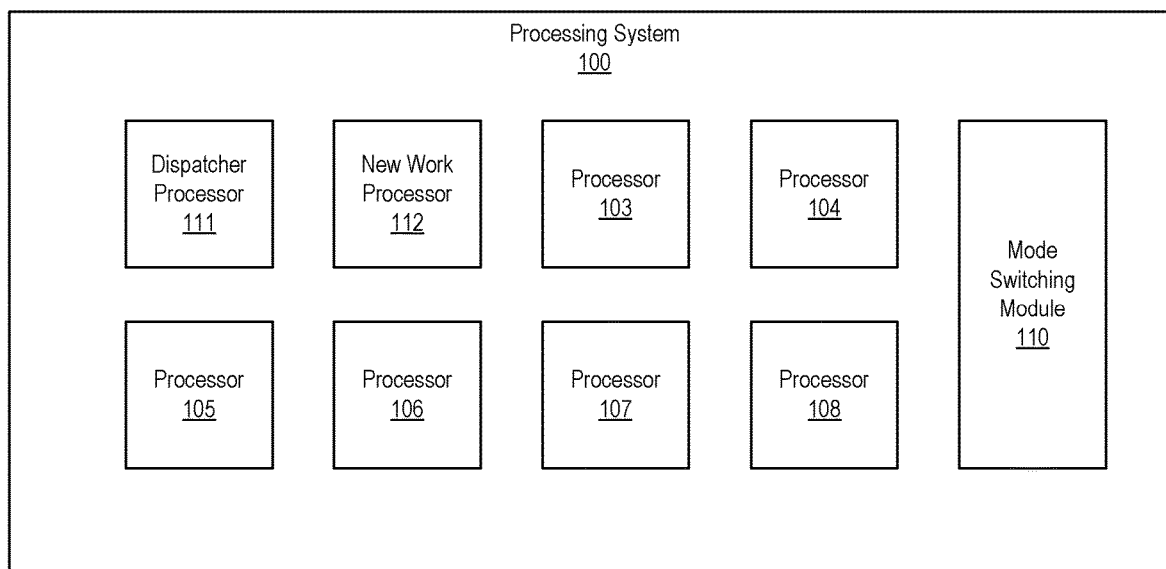 Processing System
100
Dispatcher
Processor
111
New Work
Processor
112
Processor
103
Processor
104
Mode
Switching
Module
110
Processor
105
Processor
106
Processor
107
Processor
108